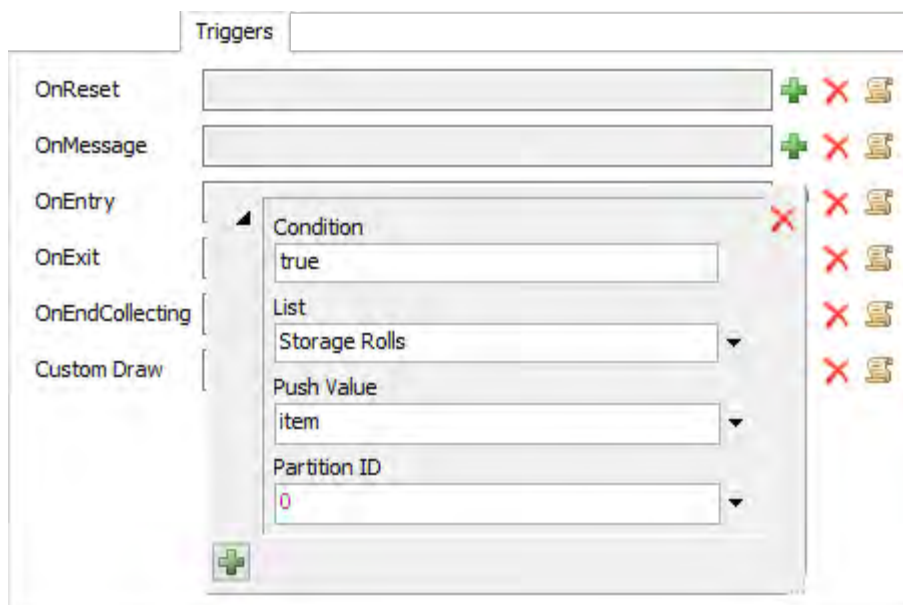 Triggers
OnReset
OnMessage
OnEntry
Condition
OnExit
true
OnEndCollecting
List
Storage Rolls
Custom Draw
Push Value
item
Partition ID
0